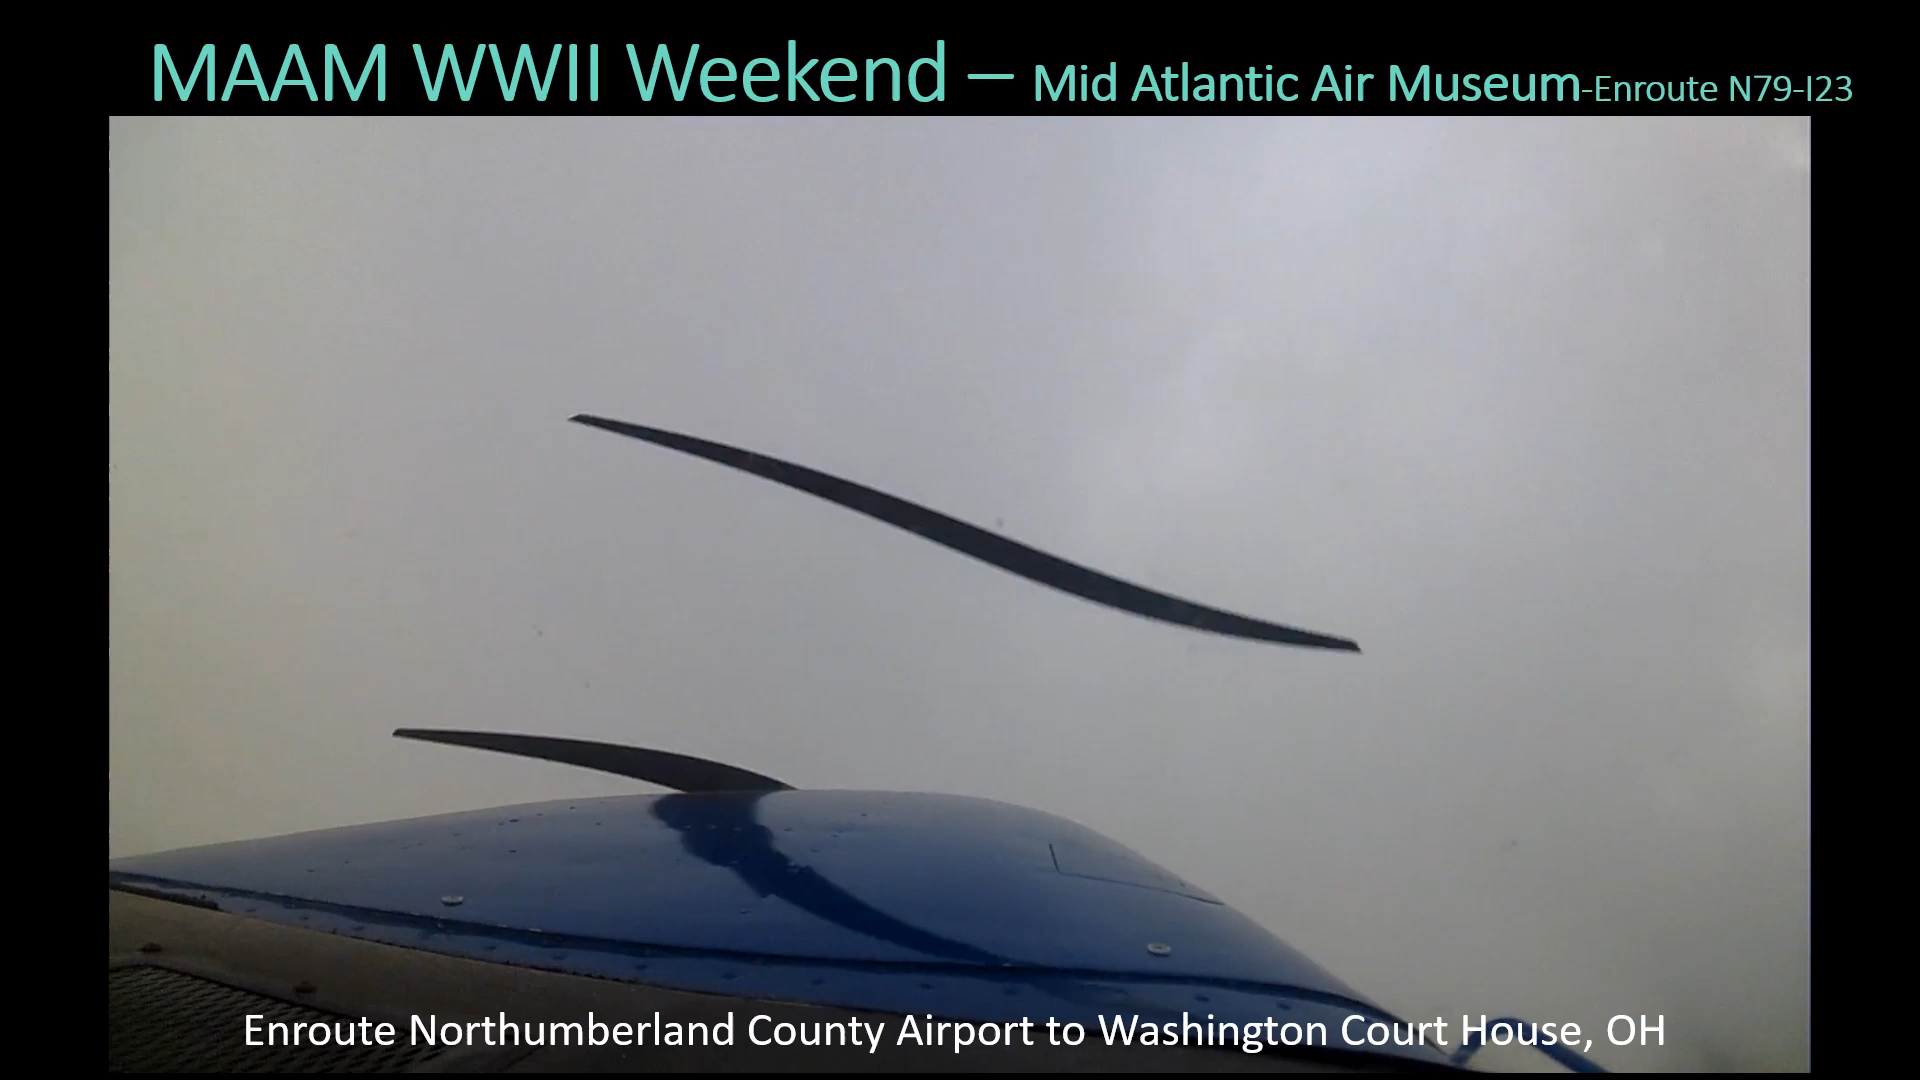 MAAM WWII Weekend – Mid Atlantic Air Museum-Enroute N79-I23
Enroute Northumberland County Airport to Washington Court House, OH